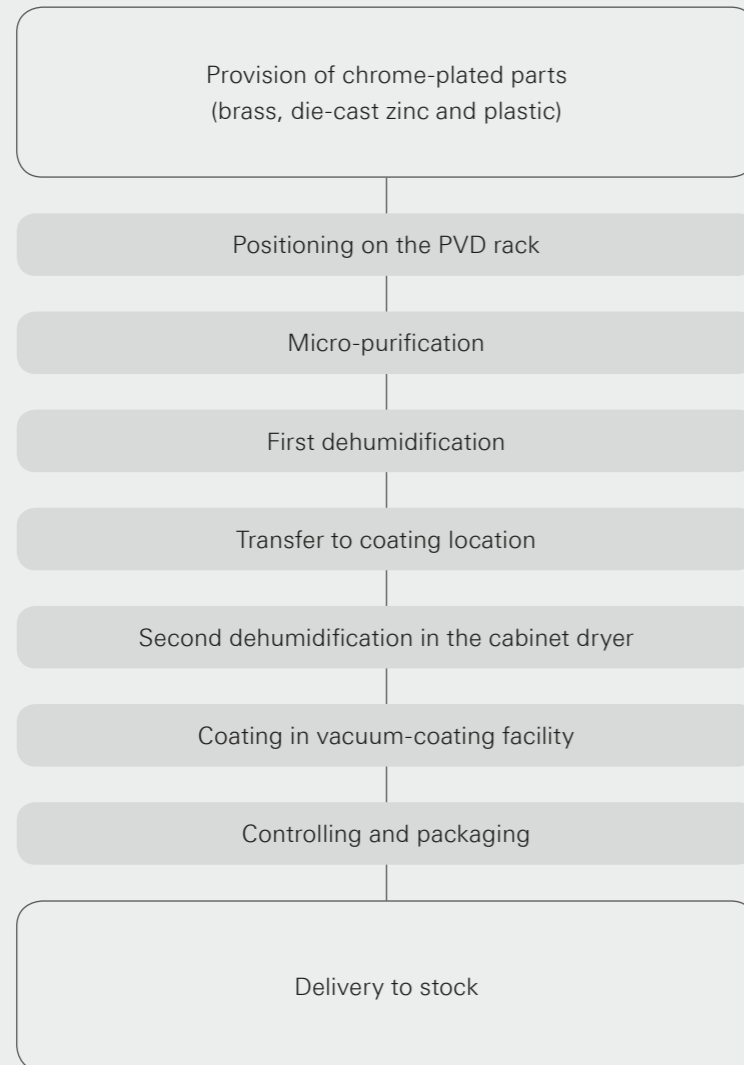 Provision of chrome-plated parts
(brass, die-cast zinc and plastic)
Positioning on the PVD rack
Micro-purification
First dehumidification
Transfer to coating location
Second dehumidification in the cabinet dryer
Coating in vacuum-coating facility
Controlling and packaging
Delivery to stock